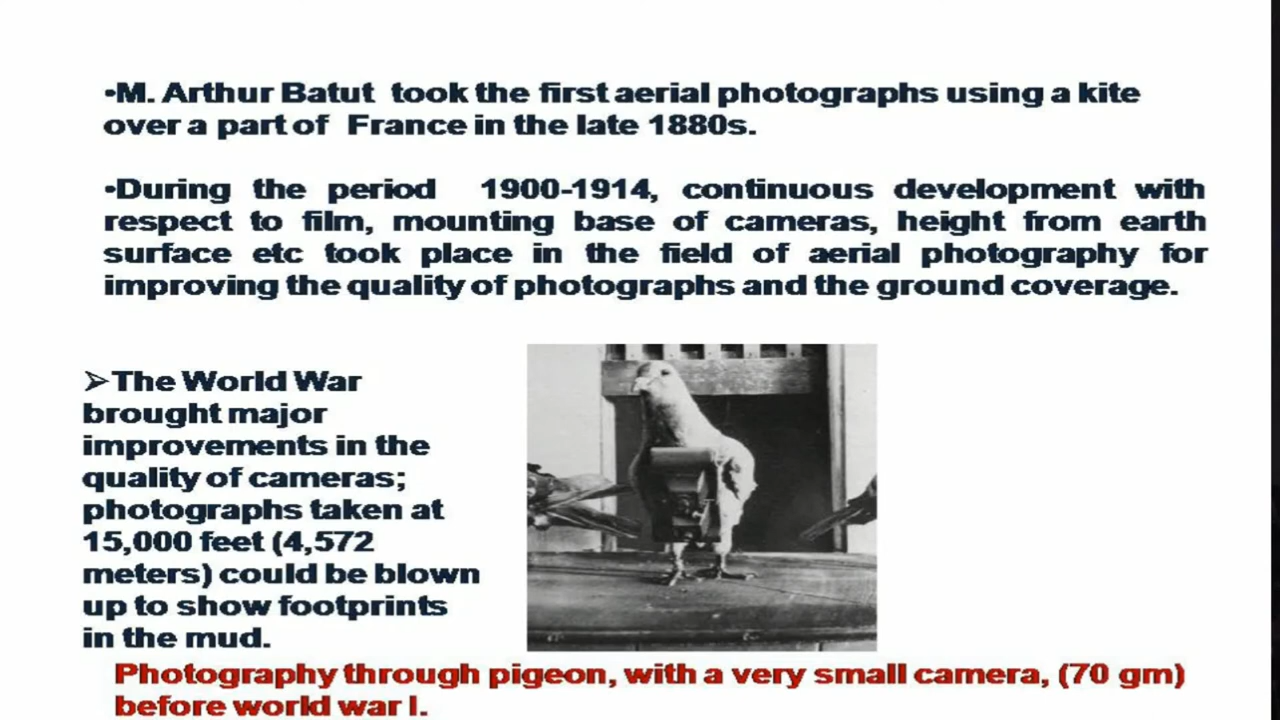 •M. Arthur Batut took the first aerial photographs using a kite
over a part of France in the late 1880s.
•During the period 1900-1914, continuous development with
respect to film, mounting base of cameras, height from earth
surface etc took place in the field of aerial photography for
improving the quality of photographs and the ground coverage.
➢The World War
brought major
improvements in the
quality of cameras;
photographs taken at
15,000 feet (4,572
meters) could be blown
up to show footprints
in the mud.
Photography through pigeon, with a very small camera, (70 gm)
before world war I.